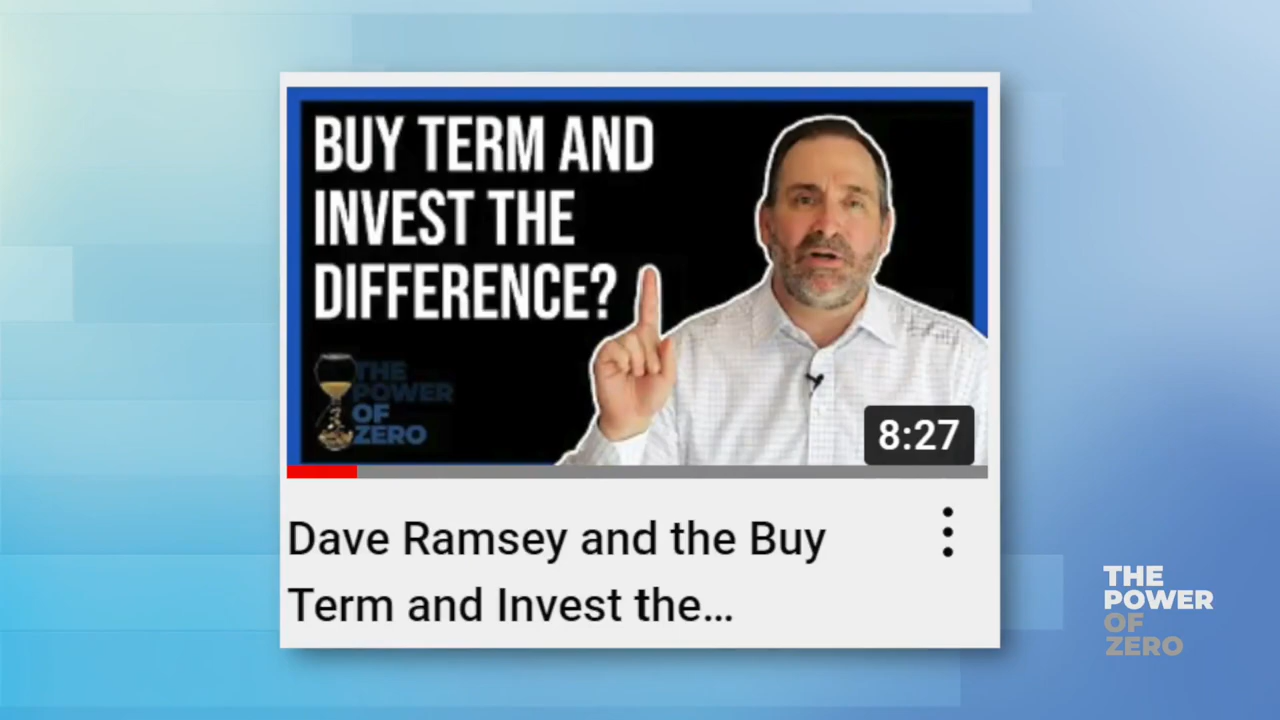 BUY TERM AND
INVEST THE
DIFFERENCE?
THE
POWER
OF
ZERO
8:27
Dave Ramsey and the Buy
Term and Invest the...
THE
POWER
OF
ZERO